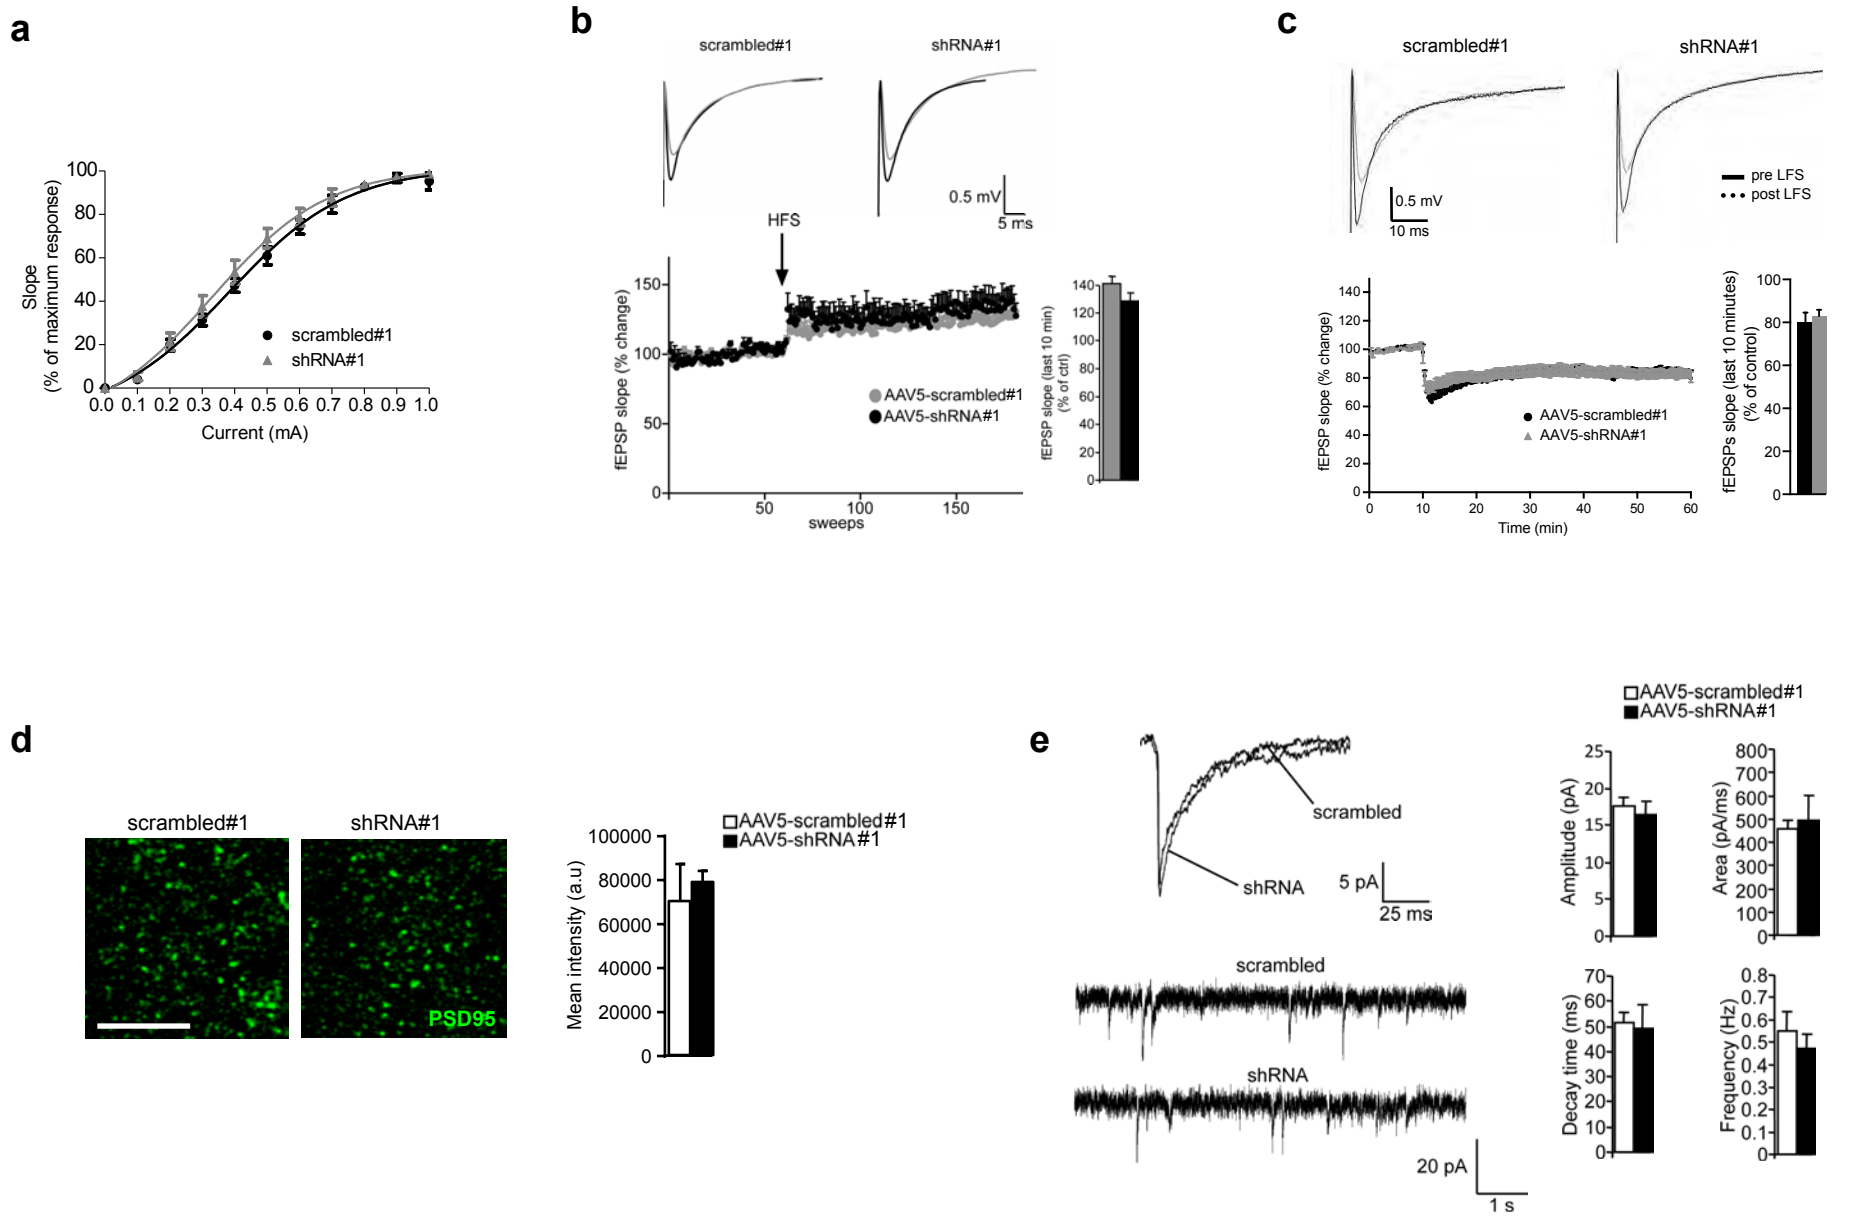 a
Slope
(% of maximum response)
100
80
60
40
20
0
0.0 0.1 0.2 0.3 0.4 0.5 0.6 0.7 0.8 0.9 1.0
Current (mA)
scrambled#1
shRNA#1
b
scrambled#1 shRNA#1
0.5 mV
5 ms
HFS
fEPSP slope (% change)
150
100
50
0
50 100 150
sweeps
AAV5-scrambled#1
AAV5-shRNA#1
fEPSP slope (last 10 min)
(% of ctrl)
140
120
100
80
60
40
20
0
c
scrambled#1 shRNA#1
0.5 mV
10 ms
pre LFS
post LFS
fEPSP slope (% change)
140
120
100
80
60
40
20
0
0 10 20 30 40 50 60
Time (min)
AAV5-scrambled#1
AAV5-shRNA#1
fEPSPs slope (last 10 minutes)
(% of control)
100
80
60
40
20
0
d
scrambled#1 shRNA#1
PSD95
Mean intensity (a.u)
100000
80000
60000
40000
20000
0
AAV5-scrambled#1
AAV5-shRNA#1
e
scrambled
shRNA
5 pA
25 ms
scrambled
shRNA
20 pA
1 s
AAV5-scrambled#1
AAV5-shRNA#1
Amplitude (pA)
25
20
15
10
5
0
Area (pA/ms)
800
700
600
500
400
300
200
100
0
Decay time (ms)
70
60
50
40
30
20
10
0
Frequency (Hz)
0.8
0.7
0.6
0.5
0.4
0.3
0.2
0.1
0